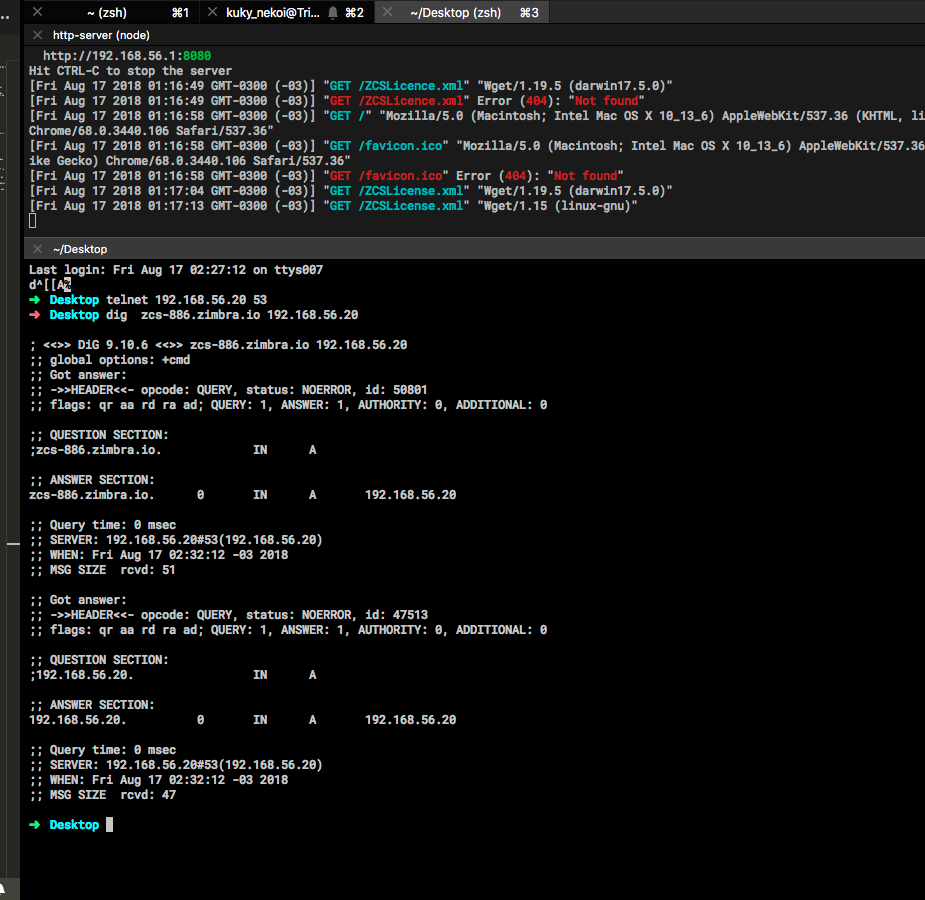 ~ (zsh) ⌘1 kuky_nekoi@Tri... ⌘2 ~/Desktop (zsh) ⌘3
http-server (node)
http://192.168.56.1:8080
Hit CTRL-C to stop the server
[Fri Aug 17 2018 01:16:49 GMT-0300 (-03)] "GET /ZCSLicence.xml" "Wget/1.19.5 (darwin17.5.0)"
[Fri Aug 17 2018 01:16:49 GMT-0300 (-03)] "GET /ZCSLicence.xml" Error (404): "Not found"
[Fri Aug 17 2018 01:16:58 GMT-0300 (-03)] "GET /" "Mozilla/5.0 (Macintosh; Intel Mac OS X 10_13_6) AppleWebKit/537.36 (KHTML, li
Chrome/68.0.3440.106 Safari/537.36"
[Fri Aug 17 2018 01:16:58 GMT-0300 (-03)] "GET /favicon.ico" "Mozilla/5.0 (Macintosh; Intel Mac OS X 10_13_6) AppleWebKit/537.36
ike Gecko) Chrome/68.0.3440.106 Safari/537.36"
[Fri Aug 17 2018 01:16:58 GMT-0300 (-03)] "GET /favicon.ico" Error (404): "Not found"
[Fri Aug 17 2018 01:17:04 GMT-0300 (-03)] "GET /ZCSLicense.xml" "Wget/1.19.5 (darwin17.5.0)"
[Fri Aug 17 2018 01:17:13 GMT-0300 (-03)] "GET /ZCSLicense.xml" "Wget/1.15 (linux-gnu)"
~/Desktop
Last login: Fri Aug 17 02:27:12 on ttys007
d^[[A%
➜ Desktop telnet 192.168.56.20 53
➜ Desktop dig  zcs-886.zimbra.io 192.168.56.20
; <<>> DiG 9.10.6 <<>> zcs-886.zimbra.io 192.168.56.20
;; global options: +cmd
;; Got answer:
;; ->>HEADER<<- opcode: QUERY, status: NOERROR, id: 50801
;; flags: qr aa rd ra ad; QUERY: 1, ANSWER: 1, AUTHORITY: 0, ADDITIONAL: 0
;; QUESTION SECTION:
;zcs-886.zimbra.io. IN A
;; ANSWER SECTION:
zcs-886.zimbra.io. 0 IN A 192.168.56.20
;; Query time: 0 msec
;; SERVER: 192.168.56.20#53(192.168.56.20)
;; WHEN: Fri Aug 17 02:32:12 -03 2018
;; MSG SIZE  rcvd: 51
;; Got answer:
;; ->>HEADER<<- opcode: QUERY, status: NOERROR, id: 47513
;; flags: qr aa rd ra ad; QUERY: 1, ANSWER: 1, AUTHORITY: 0, ADDITIONAL: 0
;; QUESTION SECTION:
;192.168.56.20. IN A
;; ANSWER SECTION:
192.168.56.20. 0 IN A 192.168.56.20
;; Query time: 0 msec
;; SERVER: 192.168.56.20#53(192.168.56.20)
;; WHEN: Fri Aug 17 02:32:12 -03 2018
;; MSG SIZE  rcvd: 47
➜ Desktop